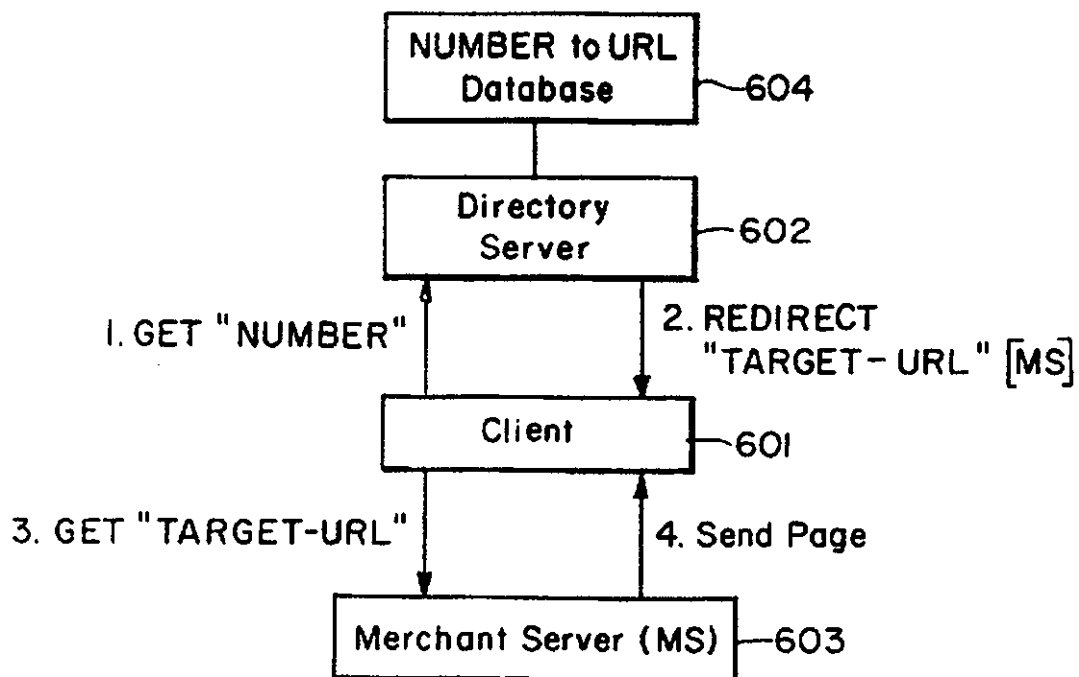 NUMBER to URL
Database
604
Directory
Server
602
1. GET "NUMBER"
2. REDIRECT
"TARGET-URL" [MS]
Client
601
3. GET "TARGET-URL"
4. Send Page
Merchant Server (MS)
603